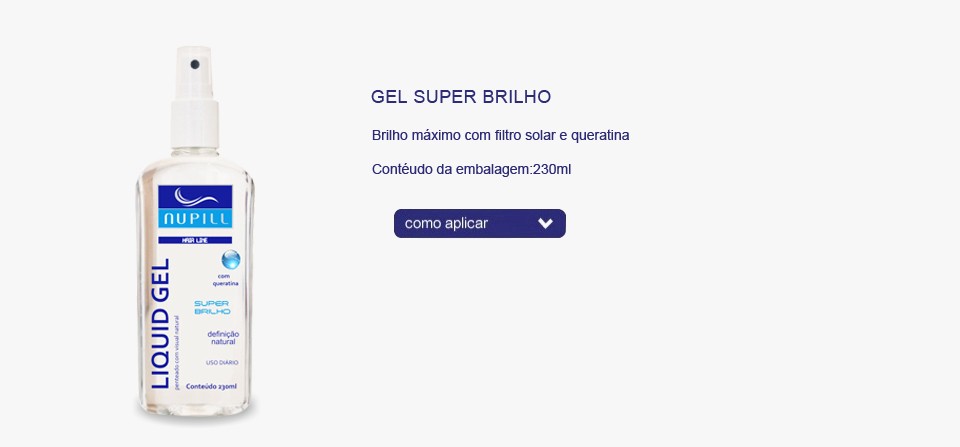 GEL SUPER BRILHO
Brilho máximo com filtro solar e queratina
Contéudo da embalagem:230ml
como aplicar
NUPILL
HAIR LINE
LIQUID GEL
penteado com visual natural
com
queratina
SUPER
BRILHO
definição
natural
USO DIÁRIO
Conteúdo 230ml